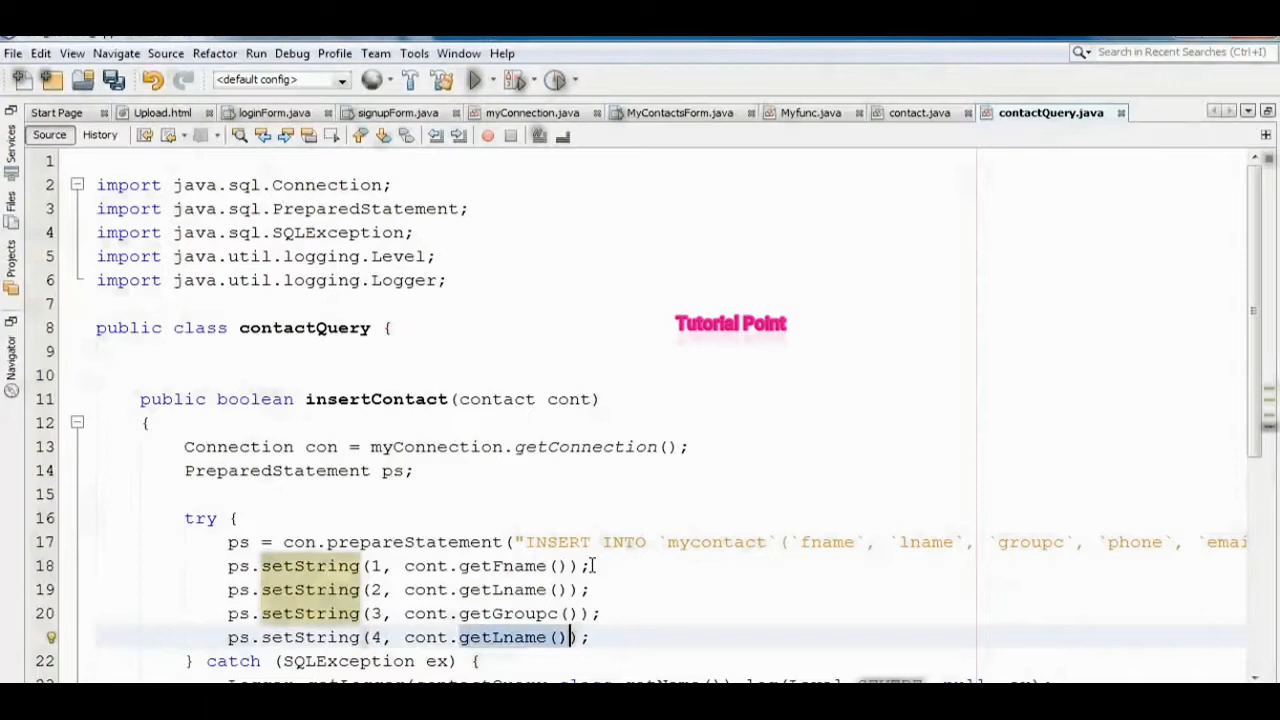 File Edit View Navigate Source Refactor Run Debug Profile Team Tools Window Help
Search in Recent Searches (Ctrl+I)
<default config>
Start Page Upload.html loginForm.java signupForm.java myConnection.java MyContactsForm.java Myfunc.java contact.java contactQuery.java
Source History
Services
Files
Projects
Navigator
1
2 import java.sql.Connection;
3 import java.sql.PreparedStatement;
4 import java.sql.SQLException;
5 import java.util.logging.Level;
6 import java.util.logging.Logger;
7
8 public class contactQuery {
Tutorial Point
9
10
11 public boolean insertContact(contact cont)
12 {
13 Connection con = myConnection.getConnection();
14 PreparedStatement ps;
15
16 try {
17 ps = con.prepareStatement("INSERT INTO `mycontact`(`fname`, `lname`, `groupc`, `phone`, `emai
18 ps.setString(1, cont.getFname());
19 ps.setString(2, cont.getLname());
20 ps.setString(3, cont.getGroupc());
ps.setString(4, cont.getLname());
22 } catch (SQLException ex) {